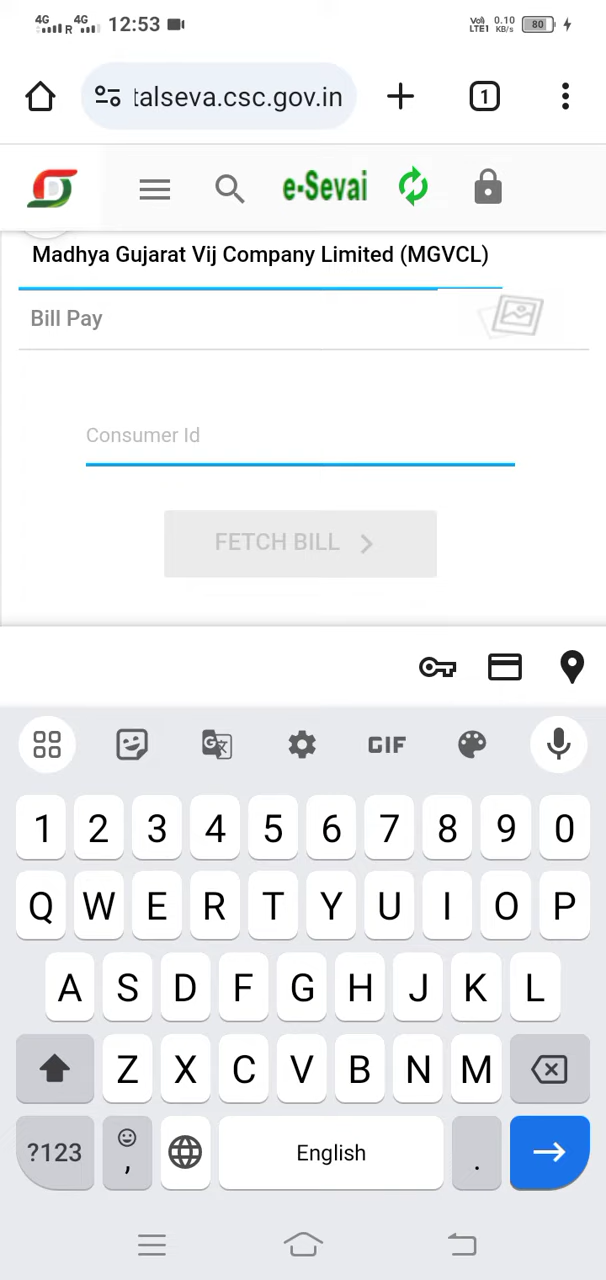 4G R 4G 12:53 Vo) LTE1 0.10 KB/s 80
talseva.csc.gov.in 1
e-Sevai
Madhya Gujarat Vij Company Limited (MGVCL)
Bill Pay
Consumer Id
FETCH BILL
GIF
1 2 3 4 5 6 7 8 9 0
Q W E R T Y U I O P
A S D F G H J K L
Z X C V B N M
?123 , English .